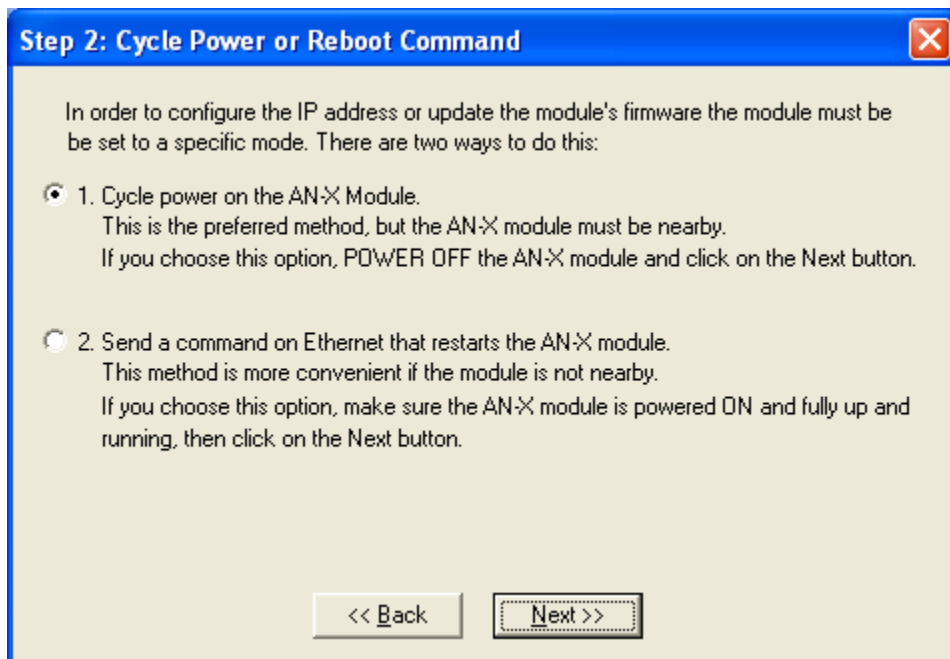 Step 2: Cycle Power or Reboot Command
In order to configure the IP address or update the module's firmware the module must be
be set to a specific mode. There are two ways to do this:
1. Cycle power on the AN-X Module.
This is the preferred method, but the AN-X module must be nearby.
If you choose this option, POWER OFF the AN-X module and click on the Next button.
2. Send a command on Ethernet that restarts the AN-X module.
This method is more convenient if the module is not nearby.
If you choose this option, make sure the AN-X module is powered ON and fully up and
running, then click on the Next button.
<< Back
Next >>